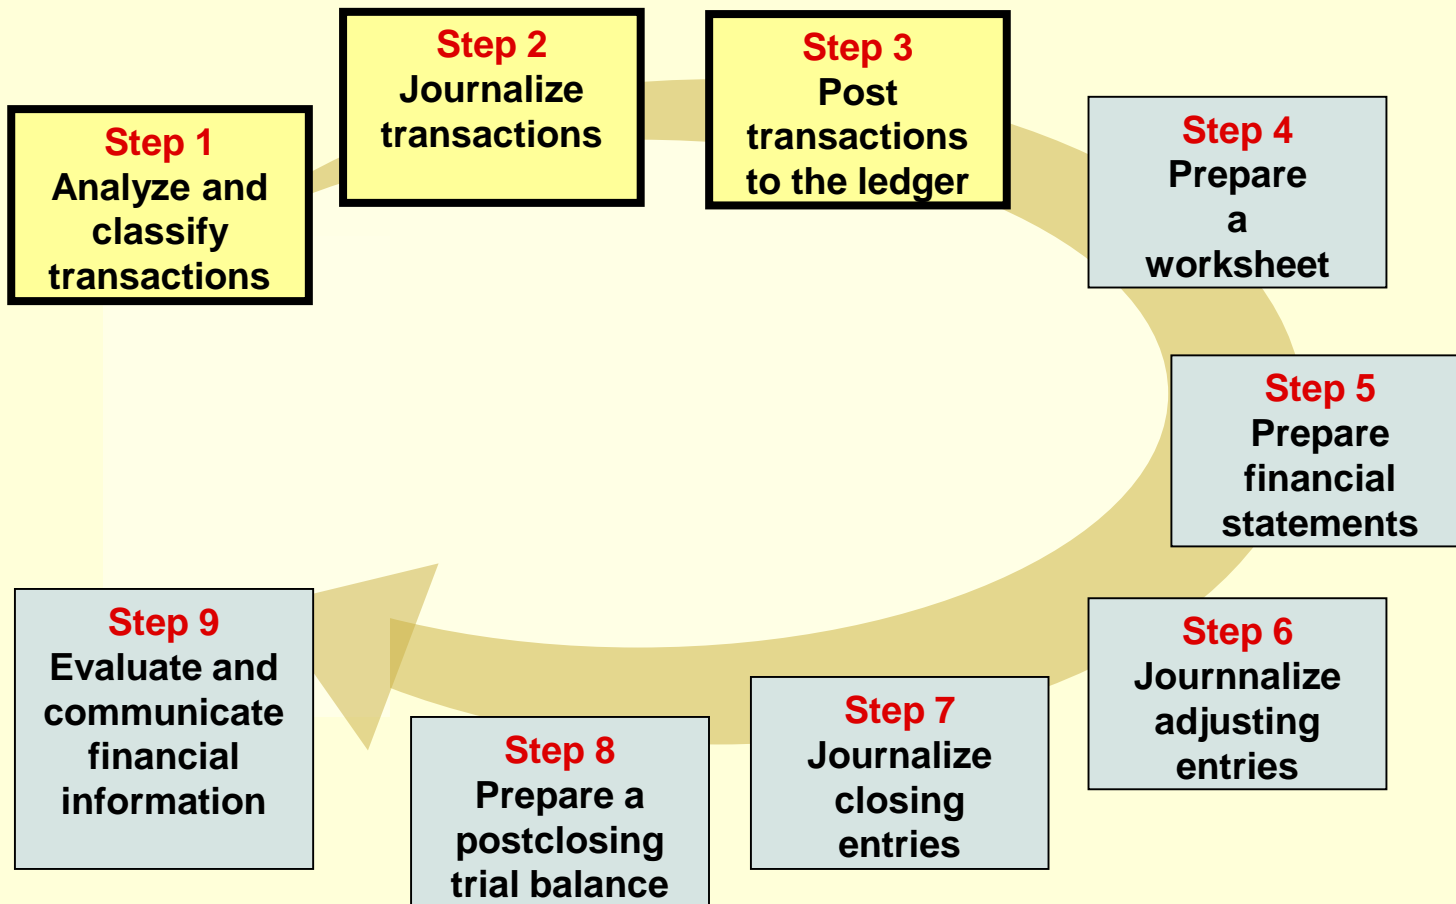 Step 1
Analyze and
classify
transactions
Step 2
Journalize
transactions
Step 3
Post
transactions
to the ledger
Step 4
Prepare
a
worksheet
Step 5
Prepare
financial
statements
Step 6
Journnalize
adjusting
entries
Step 7
Journalize
closing
entries
Step 8
Prepare a
postclosing
trial balance
Step 9
Evaluate and
communicate
financial
information